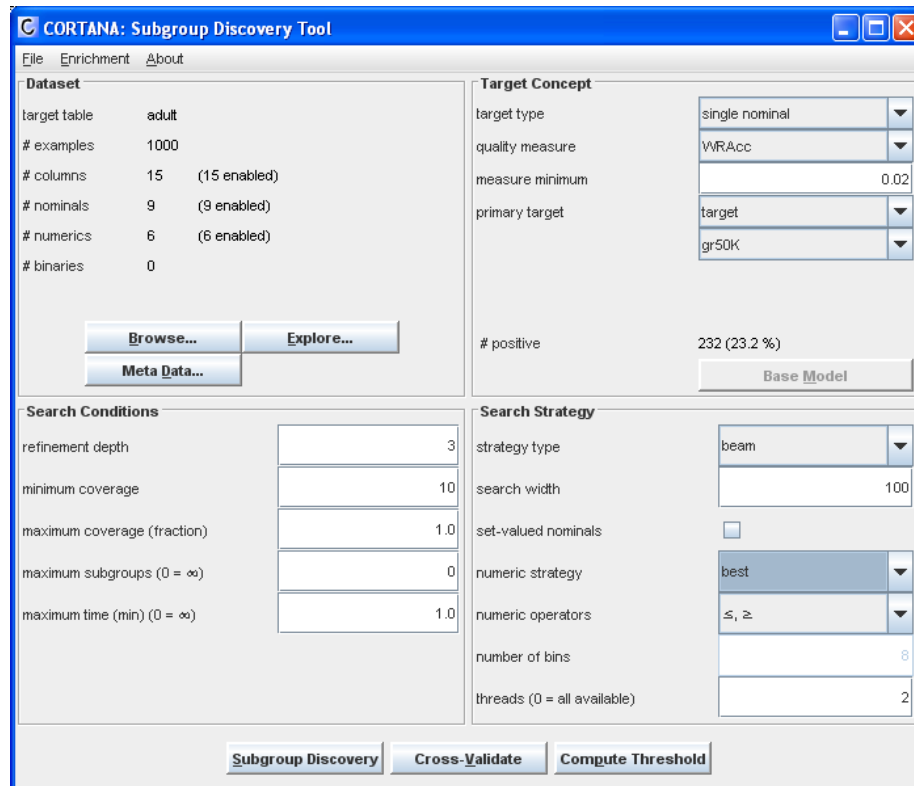 CORTANA: Subgroup Discovery Tool
File Enrichment About
Dataset
target table adult
# examples 1000
# columns 15 (15 enabled)
# nominals 9 (9 enabled)
# numerics 6 (6 enabled)
# binaries 0
Browse... Explore...
Meta Data...
Target Concept
target type single nominal
quality measure WRAcc
measure minimum 0.02
primary target target
gr50K
# positive 232 (23.2 %)
Base Model
Search Conditions
refinement depth 3
minimum coverage 10
maximum coverage (fraction) 1.0
maximum subgroups (0 = ∞) 0
maximum time (min) (0 = ∞) 1.0
Search Strategy
strategy type beam
search width 100
set-valued nominals
numeric strategy best
numeric operators ≤, ≥
number of bins 8
threads (0 = all available) 2
Subgroup Discovery Cross-Validate Compute Threshold